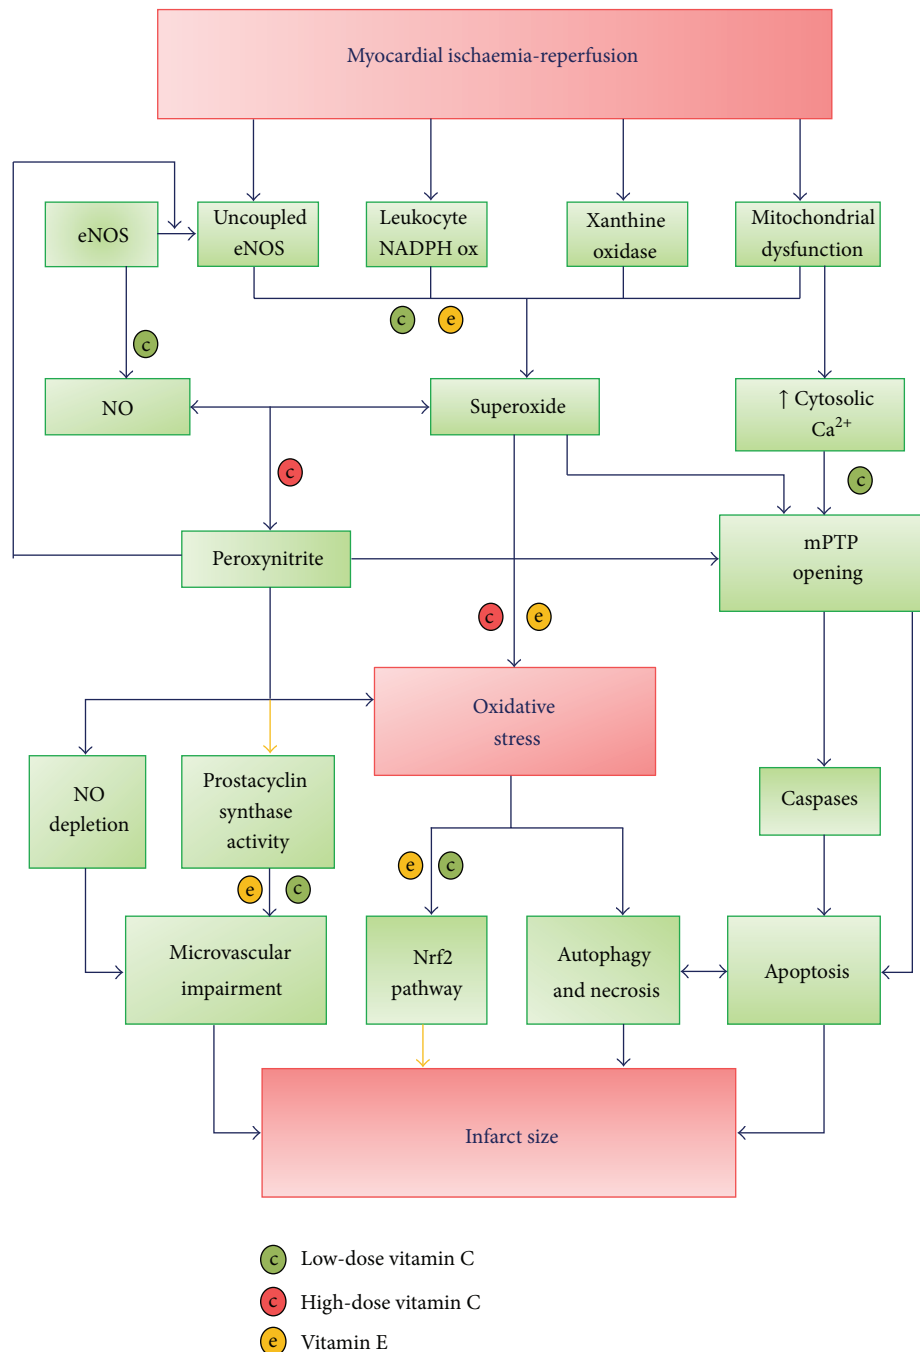 Myocardial ischaemia-reperfusion
eNOS
Uncoupled
eNOS
Leukocyte
NADPH ox
Xanthine
oxidase
Mitochondrial
dysfunction
c
e
c
NO
Superoxide
↑ Cytosolic
Ca²⁺
c
c
Peroxynitrite
mPTP
opening
c
e
Oxidative
stress
NO
depletion
Prostacyclin
synthase
activity
Caspases
e
c
e
c
Microvascular
impairment
Nrf2
pathway
Autophagy
and necrosis
Apoptosis
Infarct size
c Low-dose vitamin C
c High-dose vitamin C
e Vitamin E